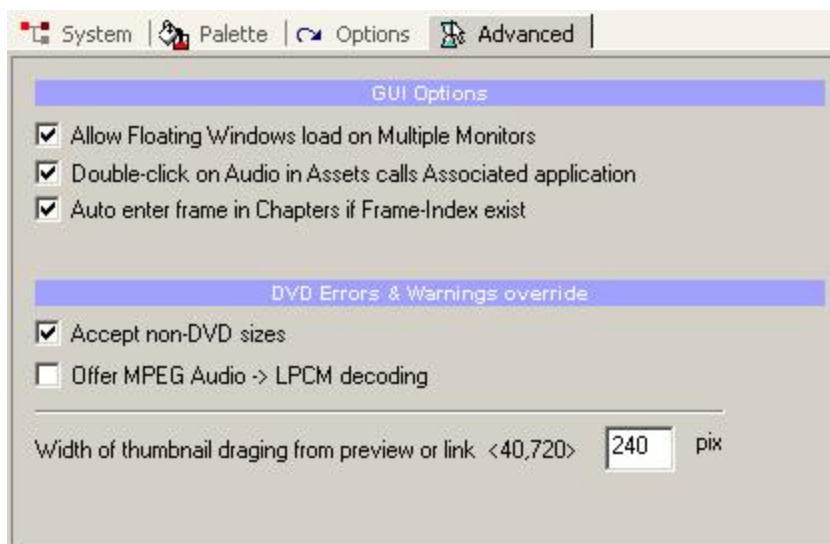 System Palette Options Advanced
GUI Options
Allow Floating Windows load on Multiple Monitors
Double-click on Audio in Assets calls Associated application
Auto enter frame in Chapters if Frame-Index exist
DVD Errors & Warnings override
Accept non-DVD sizes
Offer MPEG Audio -> LPCM decoding
Width of thumbnail draging from preview or link <40,720> 240 pix